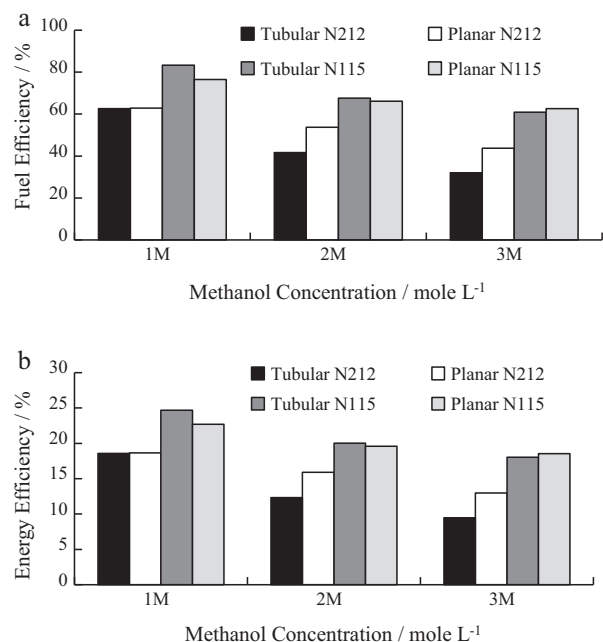 a
Fuel Efficiency / %
100
80
60
40
20
0
Tubular N212
Planar N212
Tubular N115
Planar N115
1M
2M
3M
Methanol Concentration / mole L⁻¹
b
Energy Efficiency / %
30
25
20
15
10
5
0
Tubular N212
Planar N212
Tubular N115
Planar N115
1M
2M
3M
Methanol Concentration / mole L⁻¹